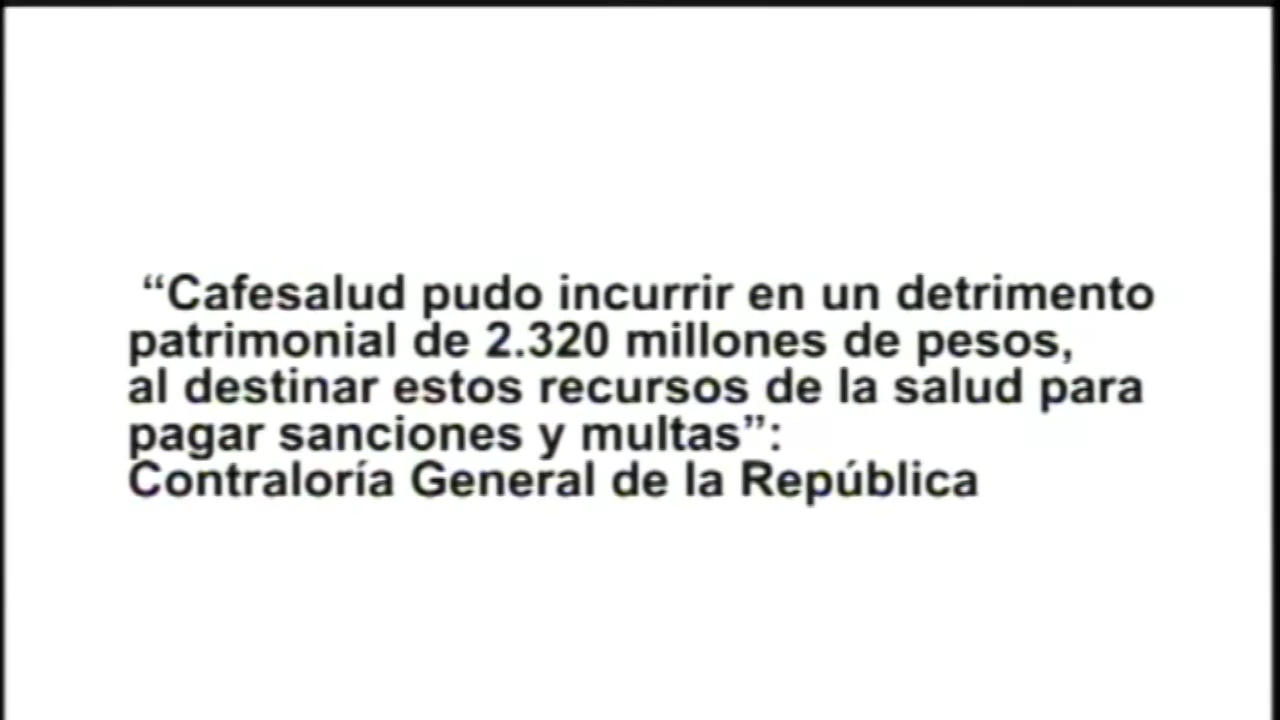 “Cafesalud pudo incurrir en un detrimento
patrimonial de 2.320 millones de pesos,
al destinar estos recursos de la salud para
pagar sanciones y multas”:
Contraloría General de la República